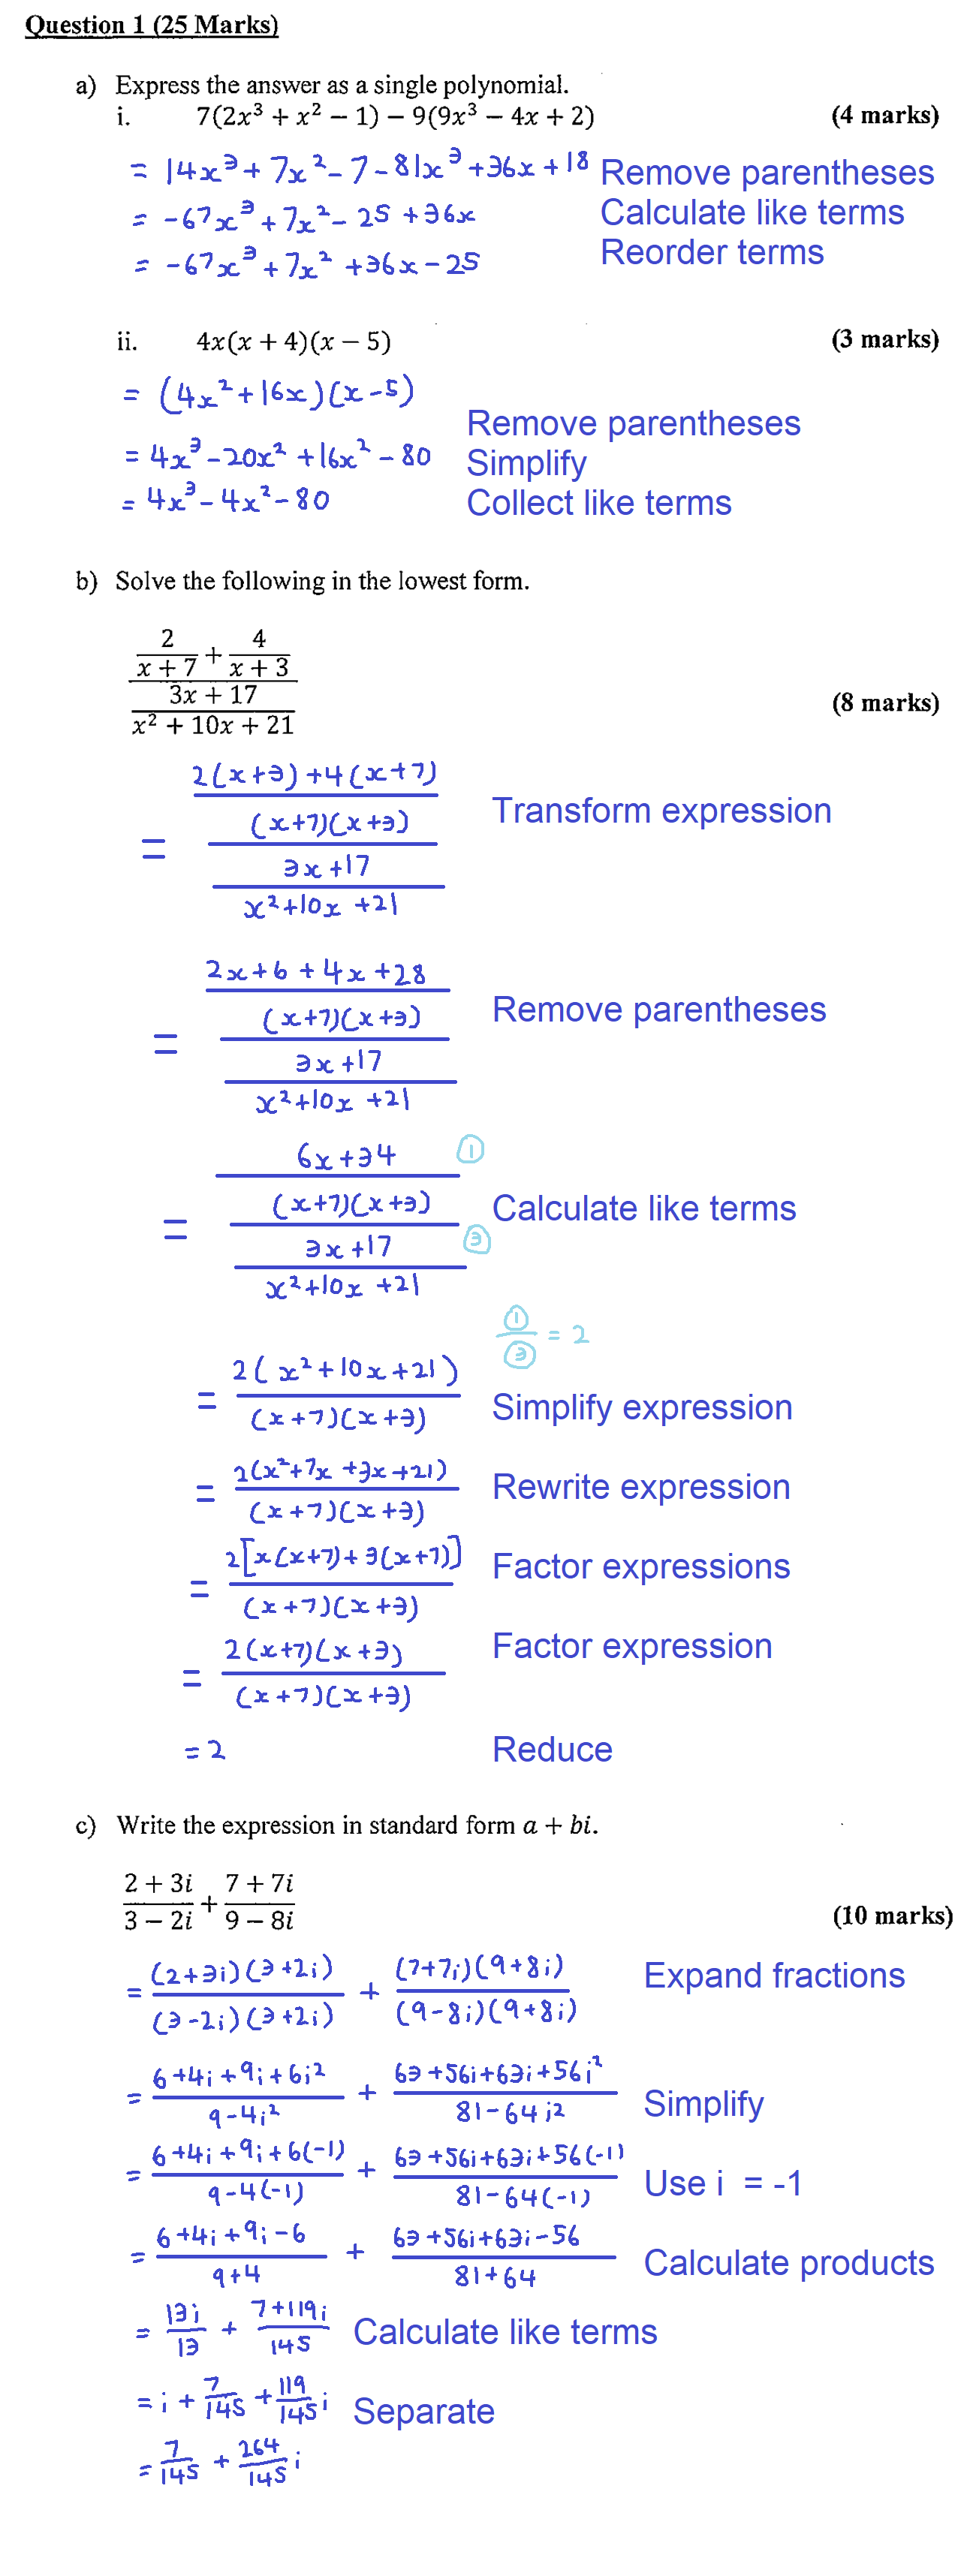 Question 1 (25 Marks)
a) Express the answer as a single polynomial.
i. 7(2x³ + x² − 1) − 9(9x³ − 4x + 2) (4 marks)
= 14x³ + 7x² − 7 − 81x³ + 36x + 18 Remove parentheses
= −67x³ + 7x² − 25 + 36x Calculate like terms
= −67x³ + 7x² + 36x − 25 Reorder terms
ii. 4x(x + 4)(x − 5) (3 marks)
= (4x² + 16x)(x − 5)
Remove parentheses
= 4x³ − 20x² + 16x² − 80 Simplify
= 4x³ − 4x² − 80 Collect like terms
b) Solve the following in the lowest form.
2 4
+
x + 7 x + 3
3x + 17
x² + 10x + 21
(8 marks)
2(x+3) + 4(x+7)
Transform expression
(x+7)(x+3)
=
3x + 17
x² + 10x + 21
2x + 6 + 4x + 28
Remove parentheses
(x+7)(x+3)
=
3x + 17
x² + 10x + 21
6x + 34 ①
(x+7)(x+3) Calculate like terms
=
3x + 17 ③
x² + 10x + 21
①
= 2
③
2(x² + 10x + 21)
= Simplify expression
(x+7)(x+3)
2(x² + 7x + 3x + 21)
= Rewrite expression
(x+7)(x+3)
2[x(x+7) + 3(x+7)]
= Factor expressions
(x+7)(x+3)
2(x+7)(x+3) Factor expression
=
(x+7)(x+3)
= 2 Reduce
c) Write the expression in standard form a + bi.
2 + 3i 7 + 7i
+
3 − 2i 9 − 8i
(10 marks)
(2+3i)(3+2i) (7+7i)(9+8i) Expand fractions
= +
(3−2i)(3+2i) (9−8i)(9+8i)
6+4i+9i+6i² 63+56i+63i+56i²
= + Simplify
9−4i² 81−64i²
6+4i+9i+6(−1) 63+56i+63i+56(−1)
= + Use i = -1
9−4(−1) 81−64(−1)
6+4i+9i−6 63+56i+63i−56
= + Calculate products
9+4 81+64
13i 7+119i
= + Calculate like terms
13 145
7 119
= i + + i Separate
145 145
7 264
= + i
145 145